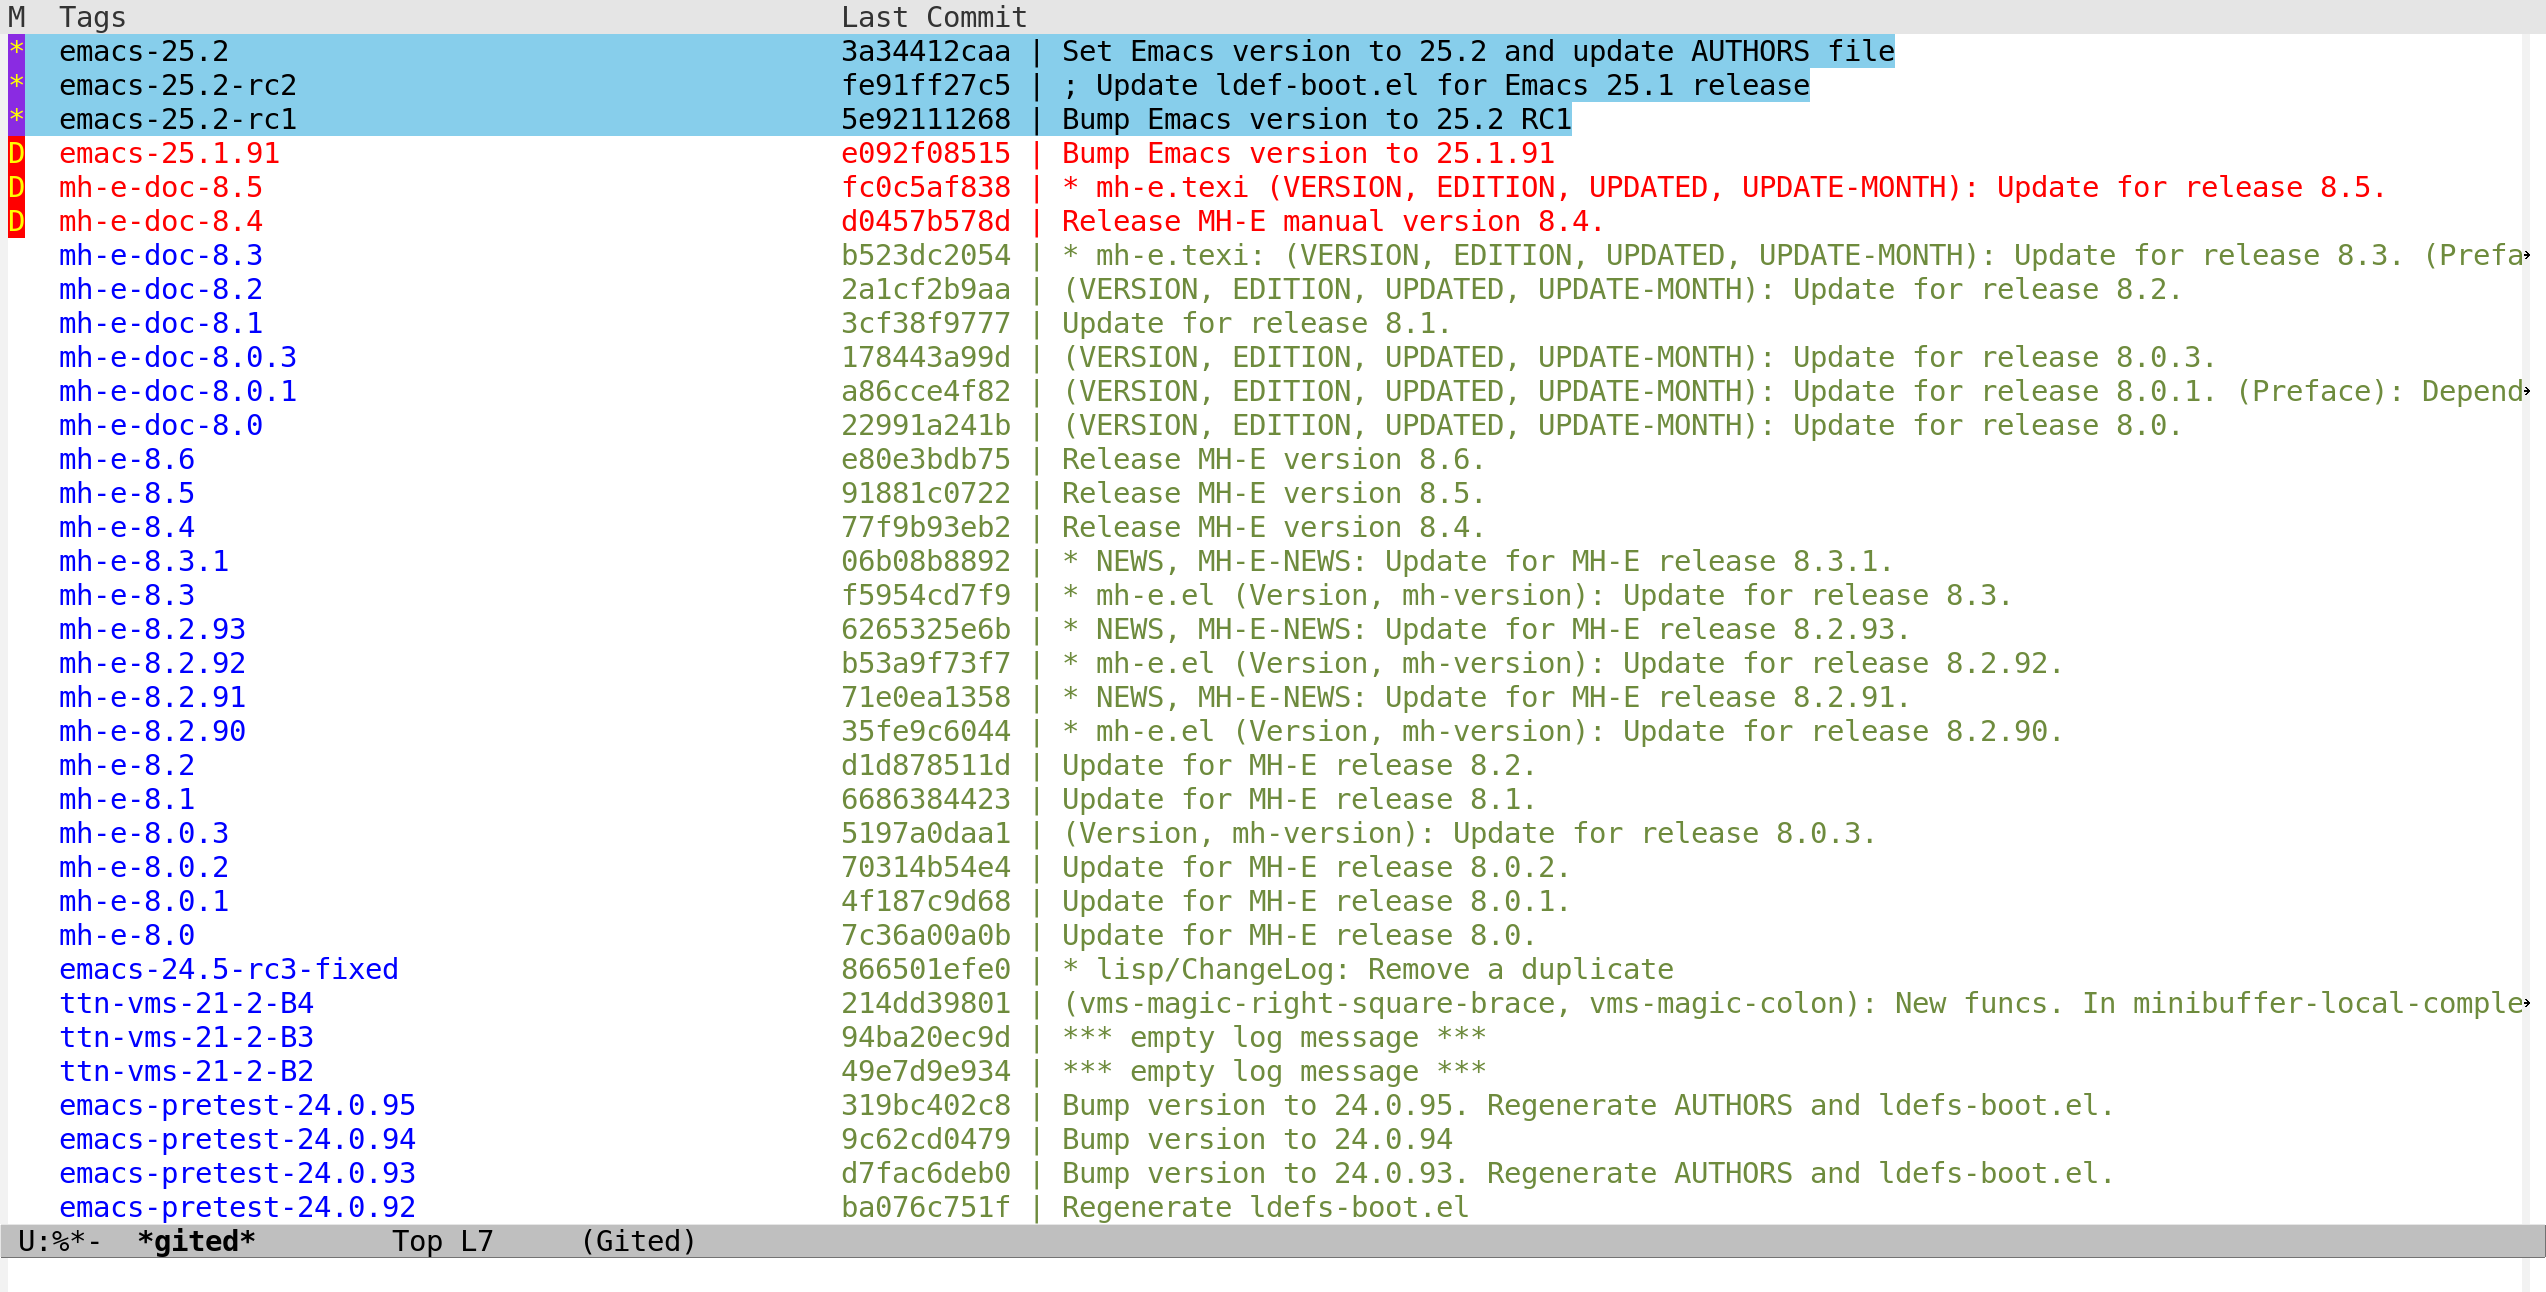 M  Tags                                          Last Commit
*  emacs-25.2                                    3a34412caa | Set Emacs version to 25.2 and update AUTHORS file
*  emacs-25.2-rc2                                fe91ff27c5 | ; Update ldef-boot.el for Emacs 25.1 release
*  emacs-25.2-rc1                                5e92111268 | Bump Emacs version to 25.2 RC1
D  emacs-25.1.91                                 e092f08515 | Bump Emacs version to 25.1.91
D  mh-e-doc-8.5                                  fc0c5af838 | * mh-e.texi (VERSION, EDITION, UPDATED, UPDATE-MONTH): Update for release 8.5.
D  mh-e-doc-8.4                                  d0457b578d | Release MH-E manual version 8.4.
   mh-e-doc-8.3                                  b523dc2054 | * mh-e.texi: (VERSION, EDITION, UPDATED, UPDATE-MONTH): Update for release 8.3. (Prefa
   mh-e-doc-8.2                                  2a1cf2b9aa | (VERSION, EDITION, UPDATED, UPDATE-MONTH): Update for release 8.2.
   mh-e-doc-8.1                                  3cf38f9777 | Update for release 8.1.
   mh-e-doc-8.0.3                                178443a99d | (VERSION, EDITION, UPDATED, UPDATE-MONTH): Update for release 8.0.3.
   mh-e-doc-8.0.1                                a86cce4f82 | (VERSION, EDITION, UPDATED, UPDATE-MONTH): Update for release 8.0.1. (Preface): Depend
   mh-e-doc-8.0                                  22991a241b | (VERSION, EDITION, UPDATED, UPDATE-MONTH): Update for release 8.0.
   mh-e-8.6                                      e80e3bdb75 | Release MH-E version 8.6.
   mh-e-8.5                                      91881c0722 | Release MH-E version 8.5.
   mh-e-8.4                                      77f9b93eb2 | Release MH-E version 8.4.
   mh-e-8.3.1                                    06b08b8892 | * NEWS, MH-E-NEWS: Update for MH-E release 8.3.1.
   mh-e-8.3                                      f5954cd7f9 | * mh-e.el (Version, mh-version): Update for release 8.3.
   mh-e-8.2.93                                   6265325e6b | * NEWS, MH-E-NEWS: Update for MH-E release 8.2.93.
   mh-e-8.2.92                                   b53a9f73f7 | * mh-e.el (Version, mh-version): Update for release 8.2.92.
   mh-e-8.2.91                                   71e0ea1358 | * NEWS, MH-E-NEWS: Update for MH-E release 8.2.91.
   mh-e-8.2.90                                   35fe9c6044 | * mh-e.el (Version, mh-version): Update for release 8.2.90.
   mh-e-8.2                                      d1d878511d | Update for MH-E release 8.2.
   mh-e-8.1                                      6686384423 | Update for MH-E release 8.1.
   mh-e-8.0.3                                    5197a0daa1 | (Version, mh-version): Update for release 8.0.3.
   mh-e-8.0.2                                    70314b54e4 | Update for MH-E release 8.0.2.
   mh-e-8.0.1                                    4f187c9d68 | Update for MH-E release 8.0.1.
   mh-e-8.0                                      7c36a00a0b | Update for MH-E release 8.0.
   emacs-24.5-rc3-fixed                          866501efe0 | * lisp/ChangeLog: Remove a duplicate
   ttn-vms-21-2-B4                               214dd39801 | (vms-magic-right-square-brace, vms-magic-colon): New funcs. In minibuffer-local-comple
   ttn-vms-21-2-B3                               94ba20ec9d | *** empty log message ***
   ttn-vms-21-2-B2                               49e7d9e934 | *** empty log message ***
   emacs-pretest-24.0.95                         319bc402c8 | Bump version to 24.0.95. Regenerate AUTHORS and ldefs-boot.el.
   emacs-pretest-24.0.94                         9c62cd0479 | Bump version to 24.0.94
   emacs-pretest-24.0.93                         d7fac6deb0 | Bump version to 24.0.93. Regenerate AUTHORS and ldefs-boot.el.
   emacs-pretest-24.0.92                         ba076c751f | Regenerate ldefs-boot.el
U:%*-  *gited*        Top L7     (Gited)